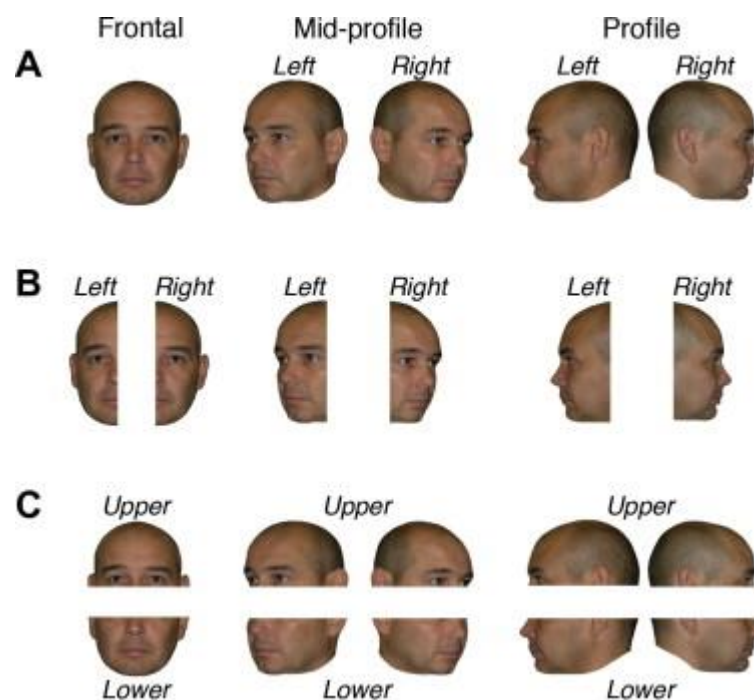 Frontal Mid-profile Profile
A Left Right Left Right
B Left Right Left Right Left Right
C Upper Upper Upper
Lower Lower Lower